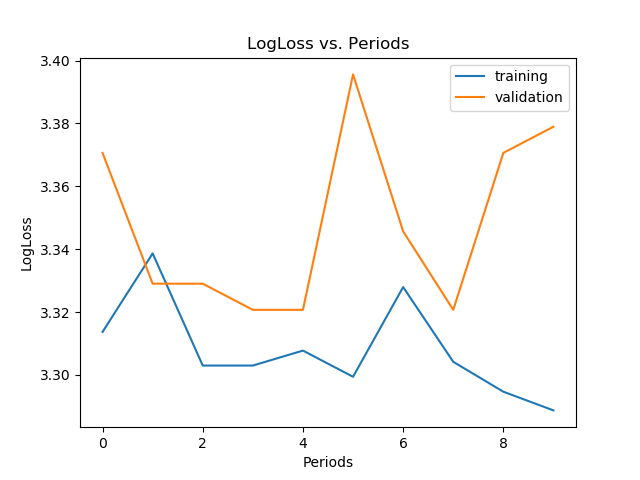 LogLoss vs. Periods
training
validation
3.40
3.38
3.36
3.34
3.32
3.30
LogLoss
0 2 4 6 8
Periods